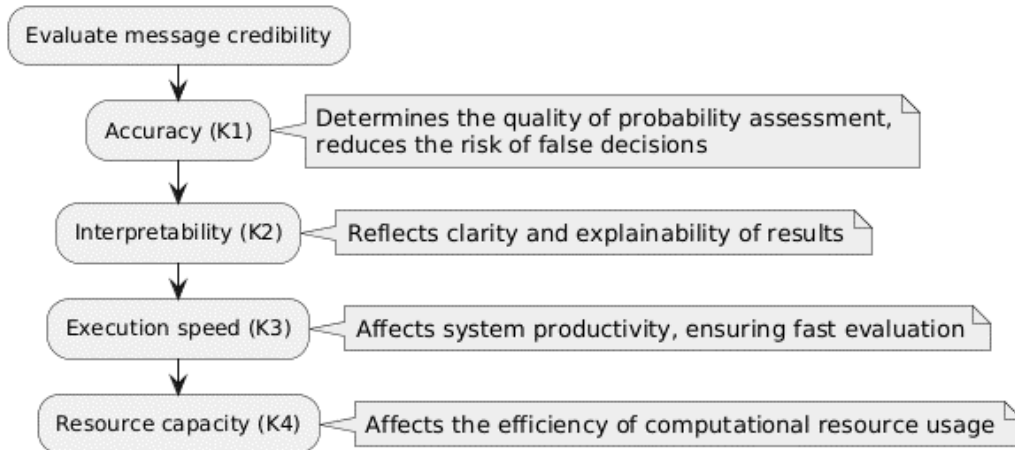 Evaluate message credibility
Accuracy (K1)
Determines the quality of probability assessment,
reduces the risk of false decisions
Interpretability (K2)
Reflects clarity and explainability of results
Execution speed (K3)
Affects system productivity, ensuring fast evaluation
Resource capacity (K4)
Affects the efficiency of computational resource usage